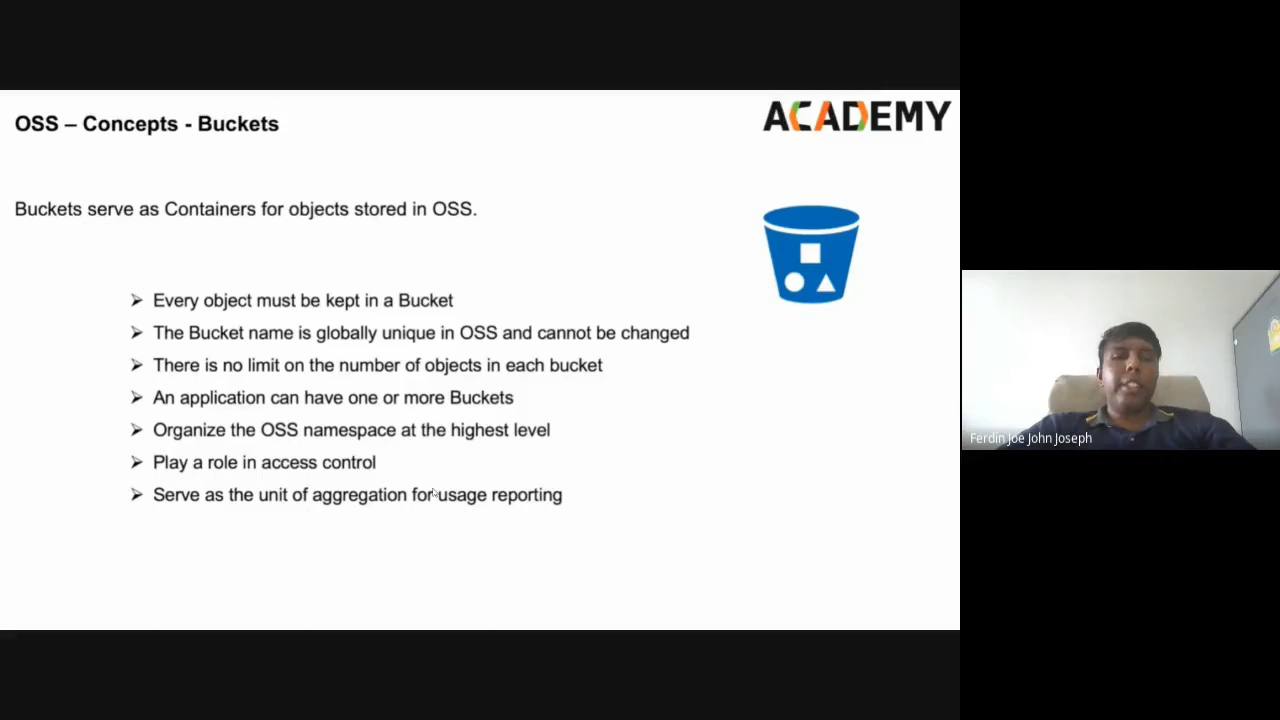 OSS – Concepts - Buckets
ACADEMY
Buckets serve as Containers for objects stored in OSS.
➢ Every object must be kept in a Bucket
➢ The Bucket name is globally unique in OSS and cannot be changed
➢ There is no limit on the number of objects in each bucket
➢ An application can have one or more Buckets
➢ Organize the OSS namespace at the highest level
➢ Play a role in access control
➢ Serve as the unit of aggregation for usage reporting
Ferdin Joe John Joseph